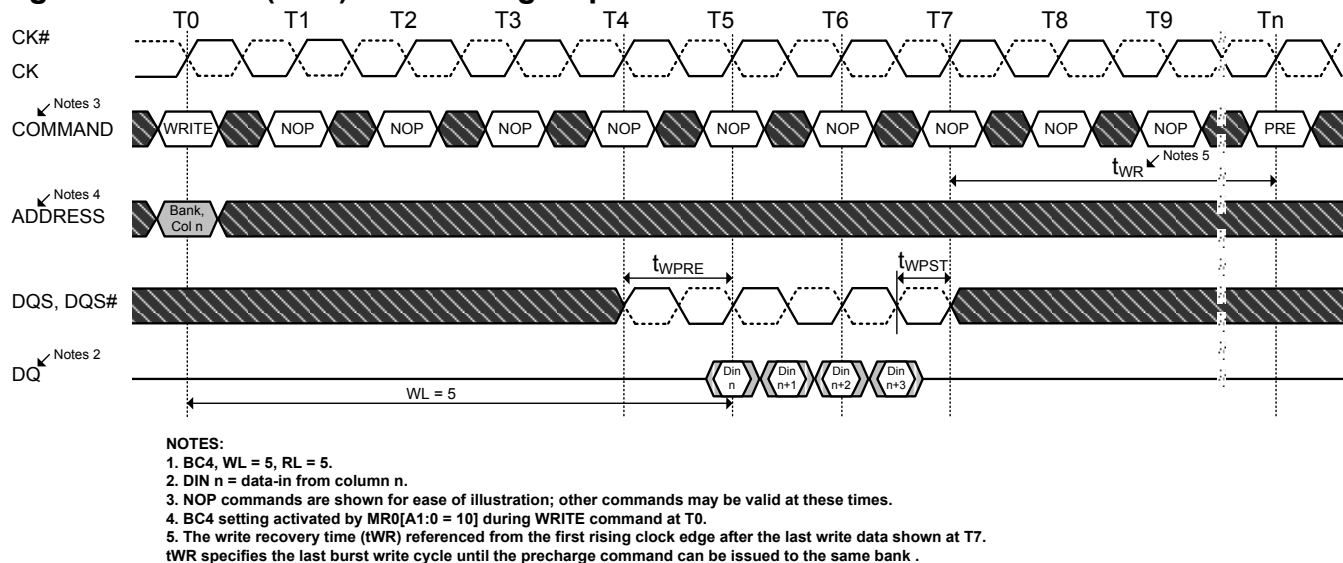 T0 T1 T2 T3 T4 T5 T6 T7 T8 T9 Tn
CK#
CK
Notes 3
COMMAND WRITE NOP NOP NOP NOP NOP NOP NOP NOP NOP PRE
tWR Notes 5
Notes 4
ADDRESS Bank,
Col n
tWPRE tWPST
DQS, DQS#
Notes 2
DQ Din Din Din Din
n n+1 n+2 n+3
WL = 5
NOTES:
1. BC4, WL = 5, RL = 5.
2. DIN n = data-in from column n.
3. NOP commands are shown for ease of illustration; other commands may be valid at these times.
4. BC4 setting activated by MR0[A1:0 = 10] during WRITE command at T0.
5. The write recovery time (tWR) referenced from the first rising clock edge after the last write data shown at T7.
tWR specifies the last burst write cycle until the precharge command can be issued to the same bank .